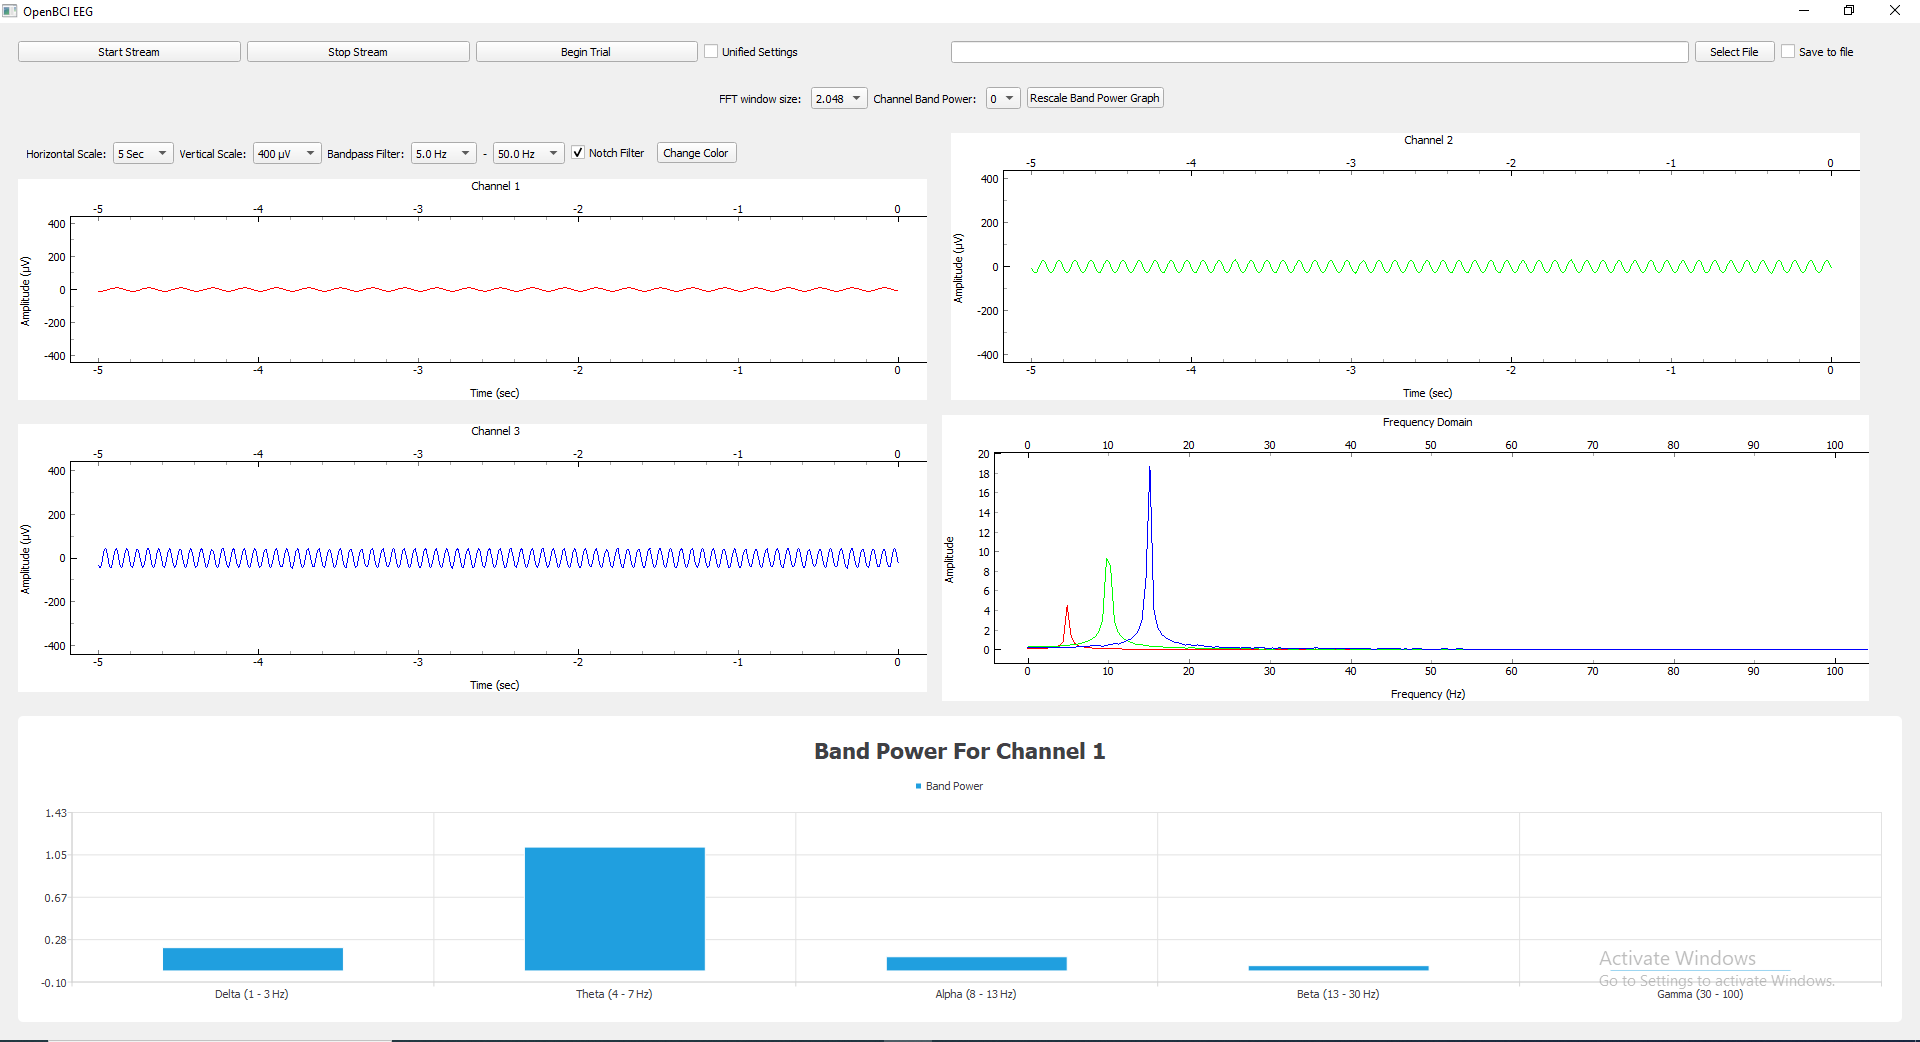 OpenBCI EEG
Start Stream Stop Stream Begin Trial Unified Settings Select File Save to file
FFT window size: 2.048 Channel Band Power: 0 Rescale Band Power Graph
Horizontal Scale: 5 Sec Vertical Scale: 400 µV Bandpass Filter: 5.0 Hz - 50.0 Hz Notch Filter Change Color
Channel 1
-5 -4 -3 -2 -1 0
400
200
0
-200
-400
Amplitude (µV)
-5 -4 -3 -2 -1 0
Time (sec)
Channel 2
-5 -4 -3 -2 -1 0
400
200
0
-200
-400
Amplitude (µV)
-5 -4 -3 -2 -1 0
Time (sec)
Channel 3
-5 -4 -3 -2 -1 0
400
200
0
-200
-400
Amplitude (µV)
-5 -4 -3 -2 -1 0
Time (sec)
Frequency Domain
0 10 20 30 40 50 60 70 80 90 100
20
18
16
14
12
10
8
6
4
2
0
Amplitude
0 10 20 30 40 50 60 70 80 90 100
Frequency (Hz)
Band Power For Channel 1
Band Power
1.43
1.05
0.67
0.28
-0.10
Delta (1 - 3 Hz) Theta (4 - 7 Hz) Alpha (8 - 13 Hz) Beta (13 - 30 Hz) Gamma (30 - 100)
Activate Windows
Go to Settings to activate Windows.